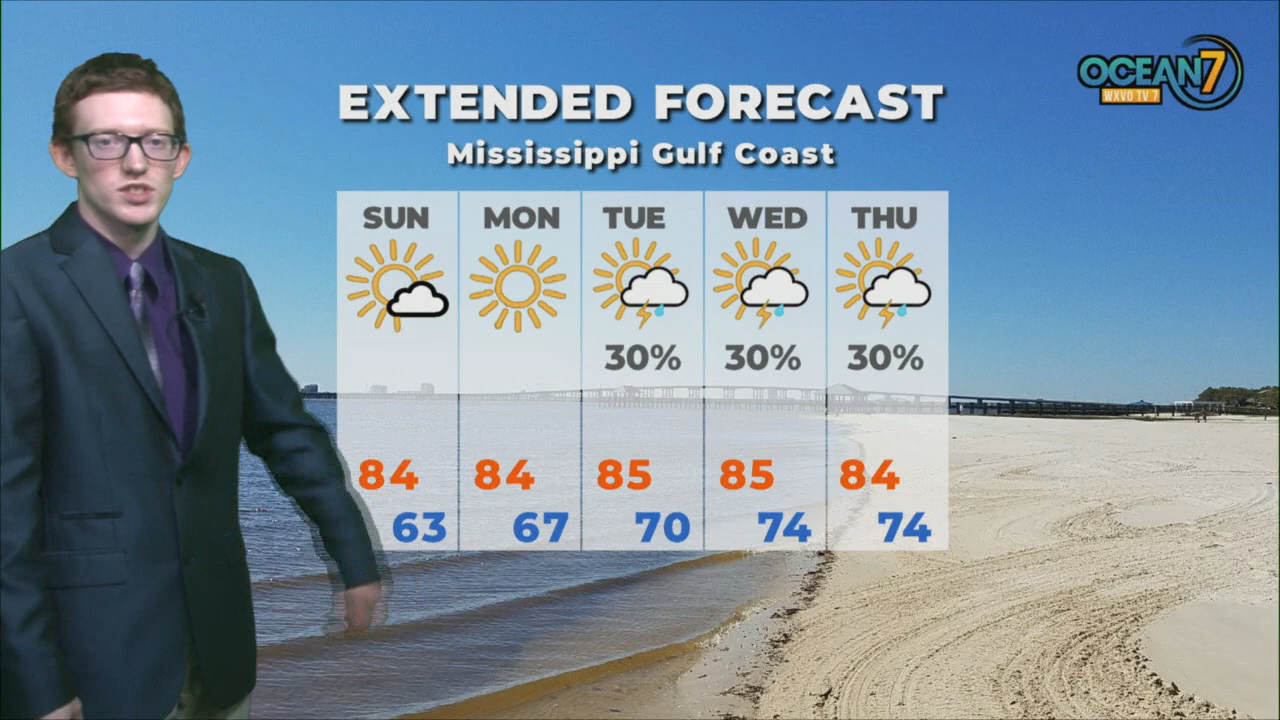 OCEAN7
WXVO TV 7
EXTENDED FORECAST
Mississippi Gulf Coast
SUN MON TUE WED THU
30% 30% 30%
84 84 85 85 84
63 67 70 74 74